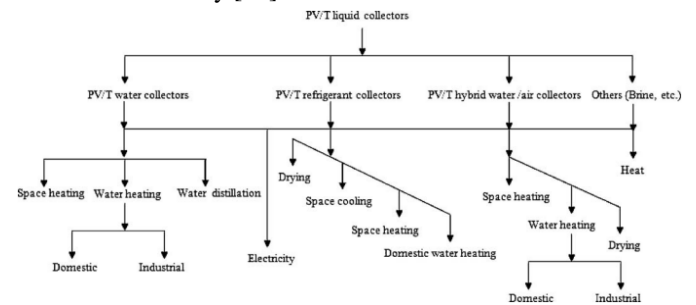 PV/T liquid collectors
PV/T water collectors
PV/T refrigerant collectors
PV/T hybrid water /air collectors
Others (Brine, etc.)
Space heating
Water heating
Water distillation
Drying
Space cooling
Space heating
Domestic water heating
Space heating
Water heating
Drying
Heat
Electricity
Domestic
Industrial
Domestic
Industrial